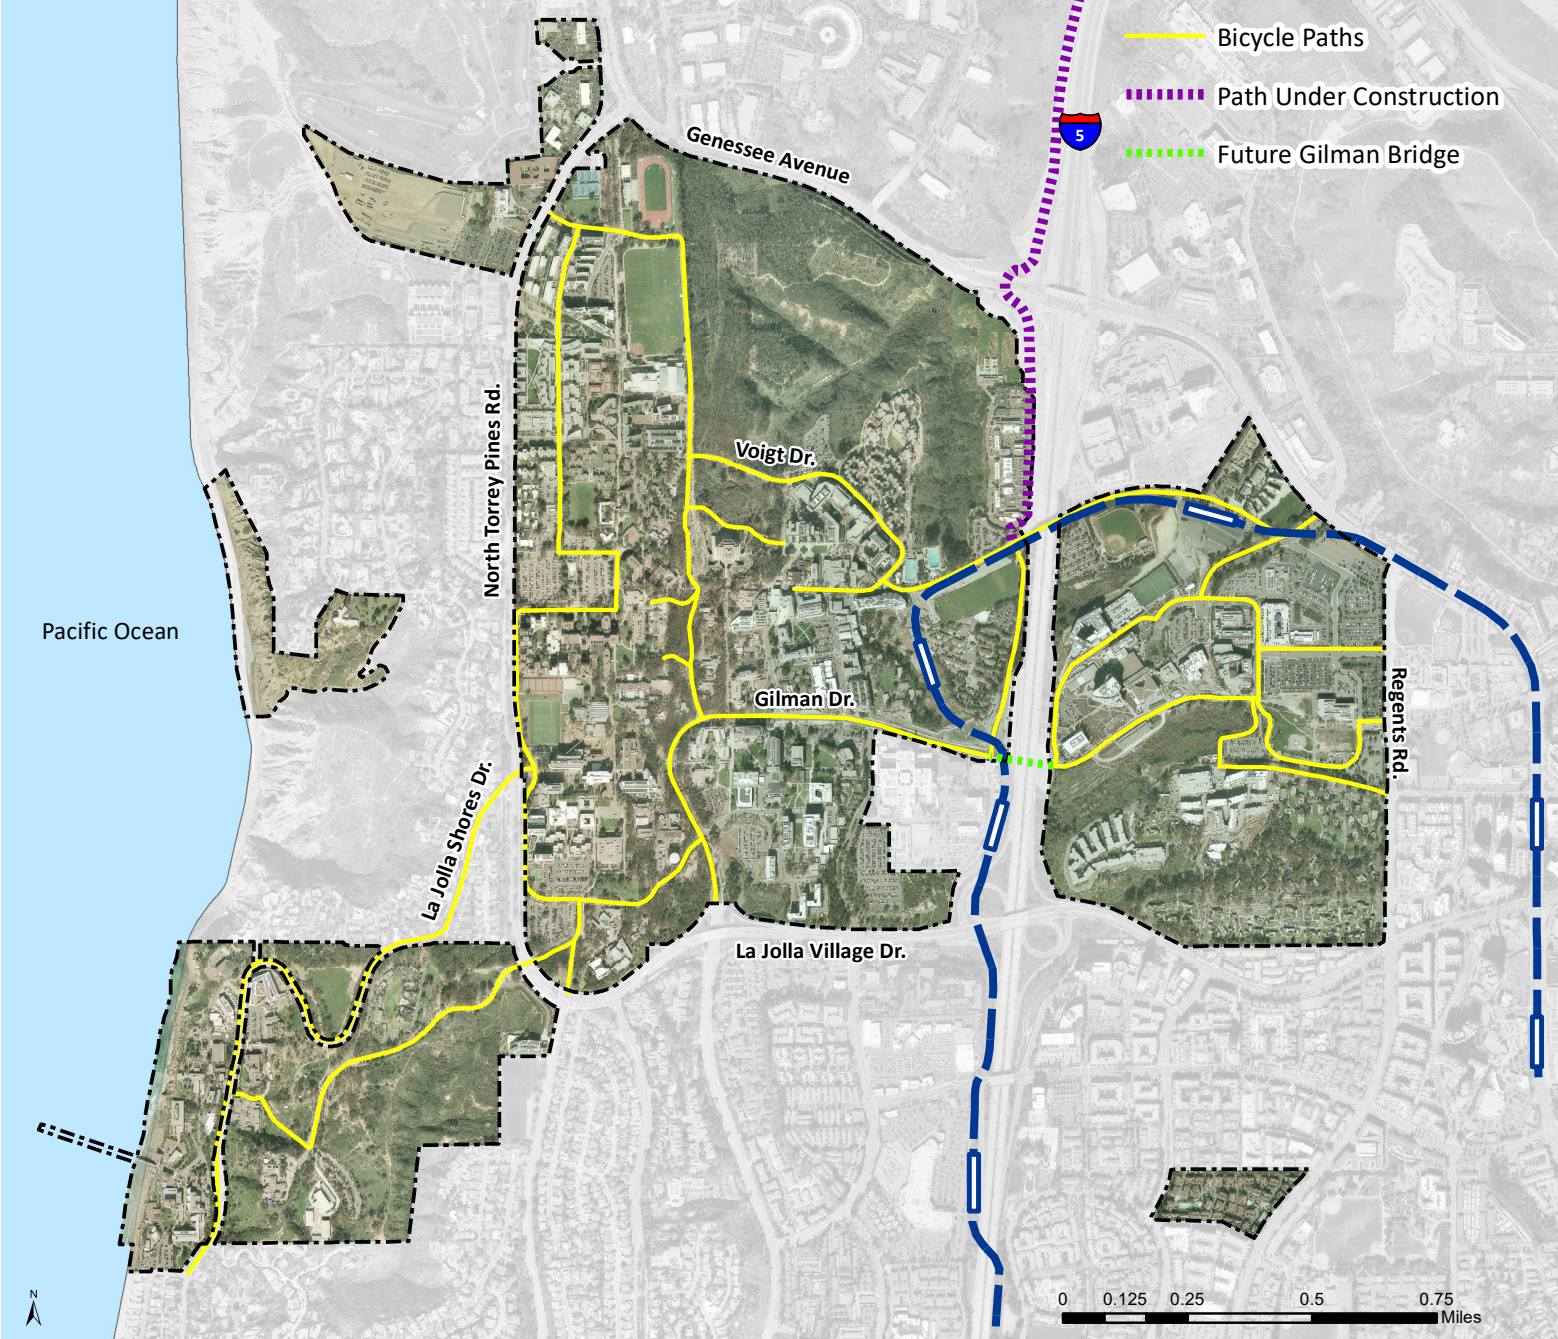 Bicycle Paths
Path Under Construction
5
Future Gilman Bridge
Genessee Avenue
North Torrey Pines Rd.
Voigt Dr.
Pacific Ocean
Gilman Dr.
Regents Rd.
La Jolla Shores Dr.
La Jolla Village Dr.
N
0 0.125 0.25 0.5 0.75
Miles